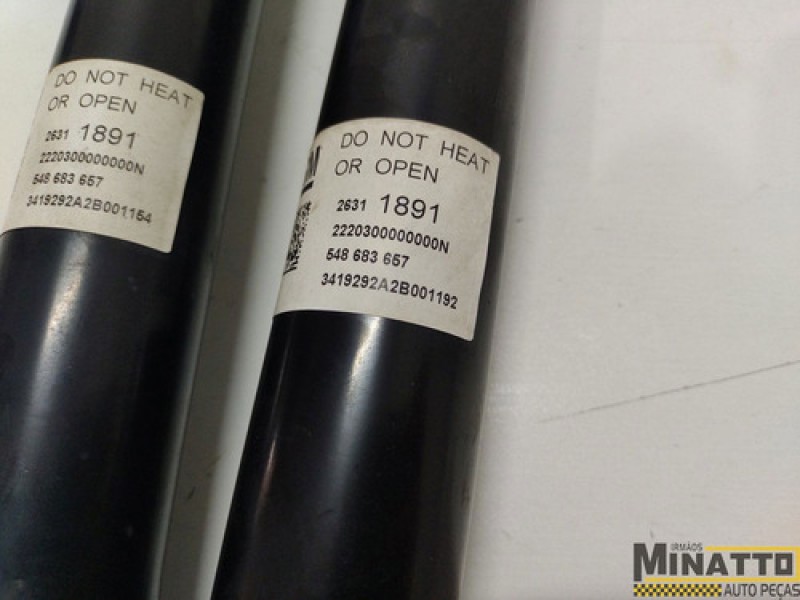 DO NOT HEAT
OR OPEN
2631 1891
2220300000000N
548 683 657
3419292A2B001154
DO NOT HEAT
OR OPEN
2631 1891
2220300000000N
548 683 657
3419292A2B001192
IRMÃOS
MINATTO
AUTO PEÇAS